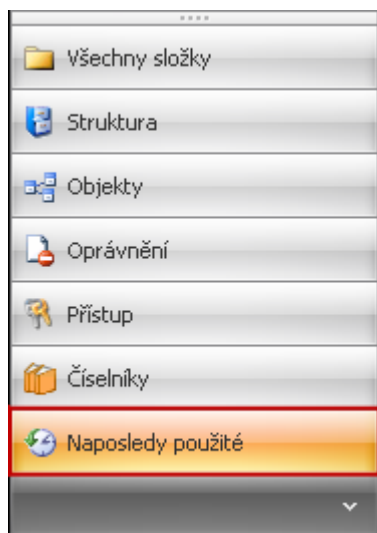 Všechny složky
Struktura
Objekty
Oprávnění
Přístup
Číselníky
Naposledy použité